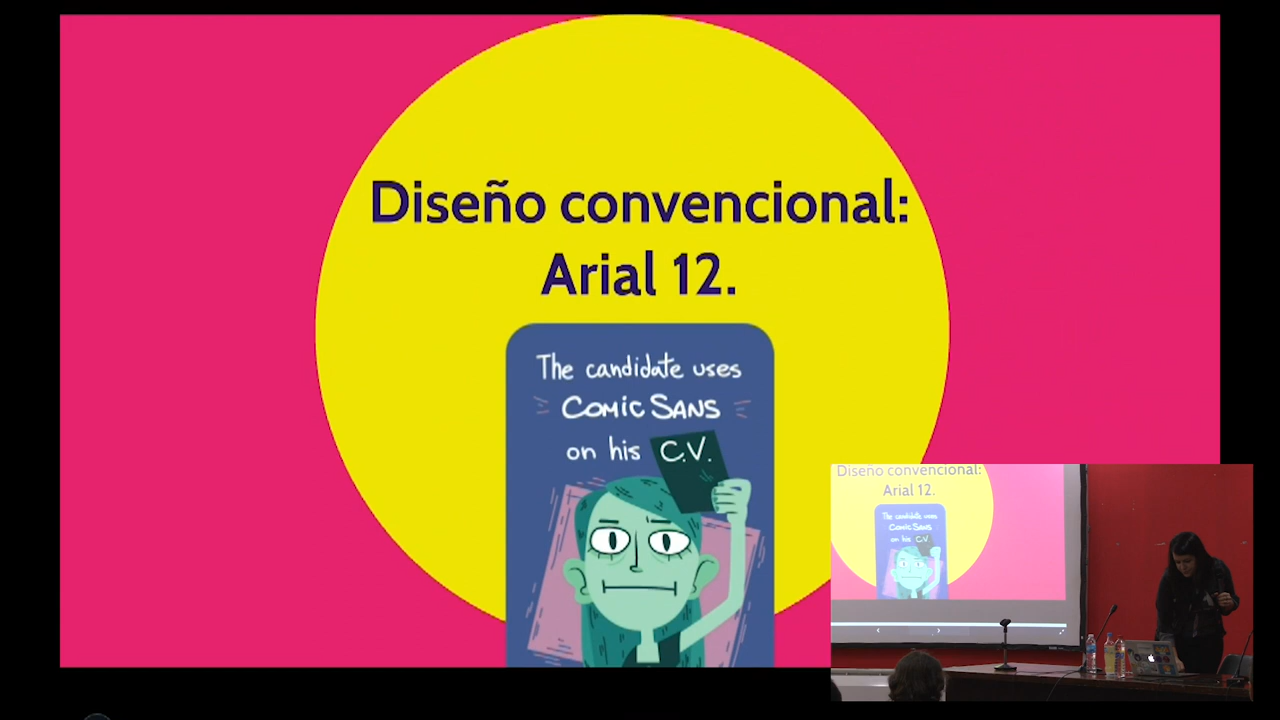 Diseño convencional:
Arial 12.
The candidate uses
COMIC SANS
on his C.V.
Diseño convencional:
Arial 12.
The candidate uses
COMIC SANS
on his C.V.